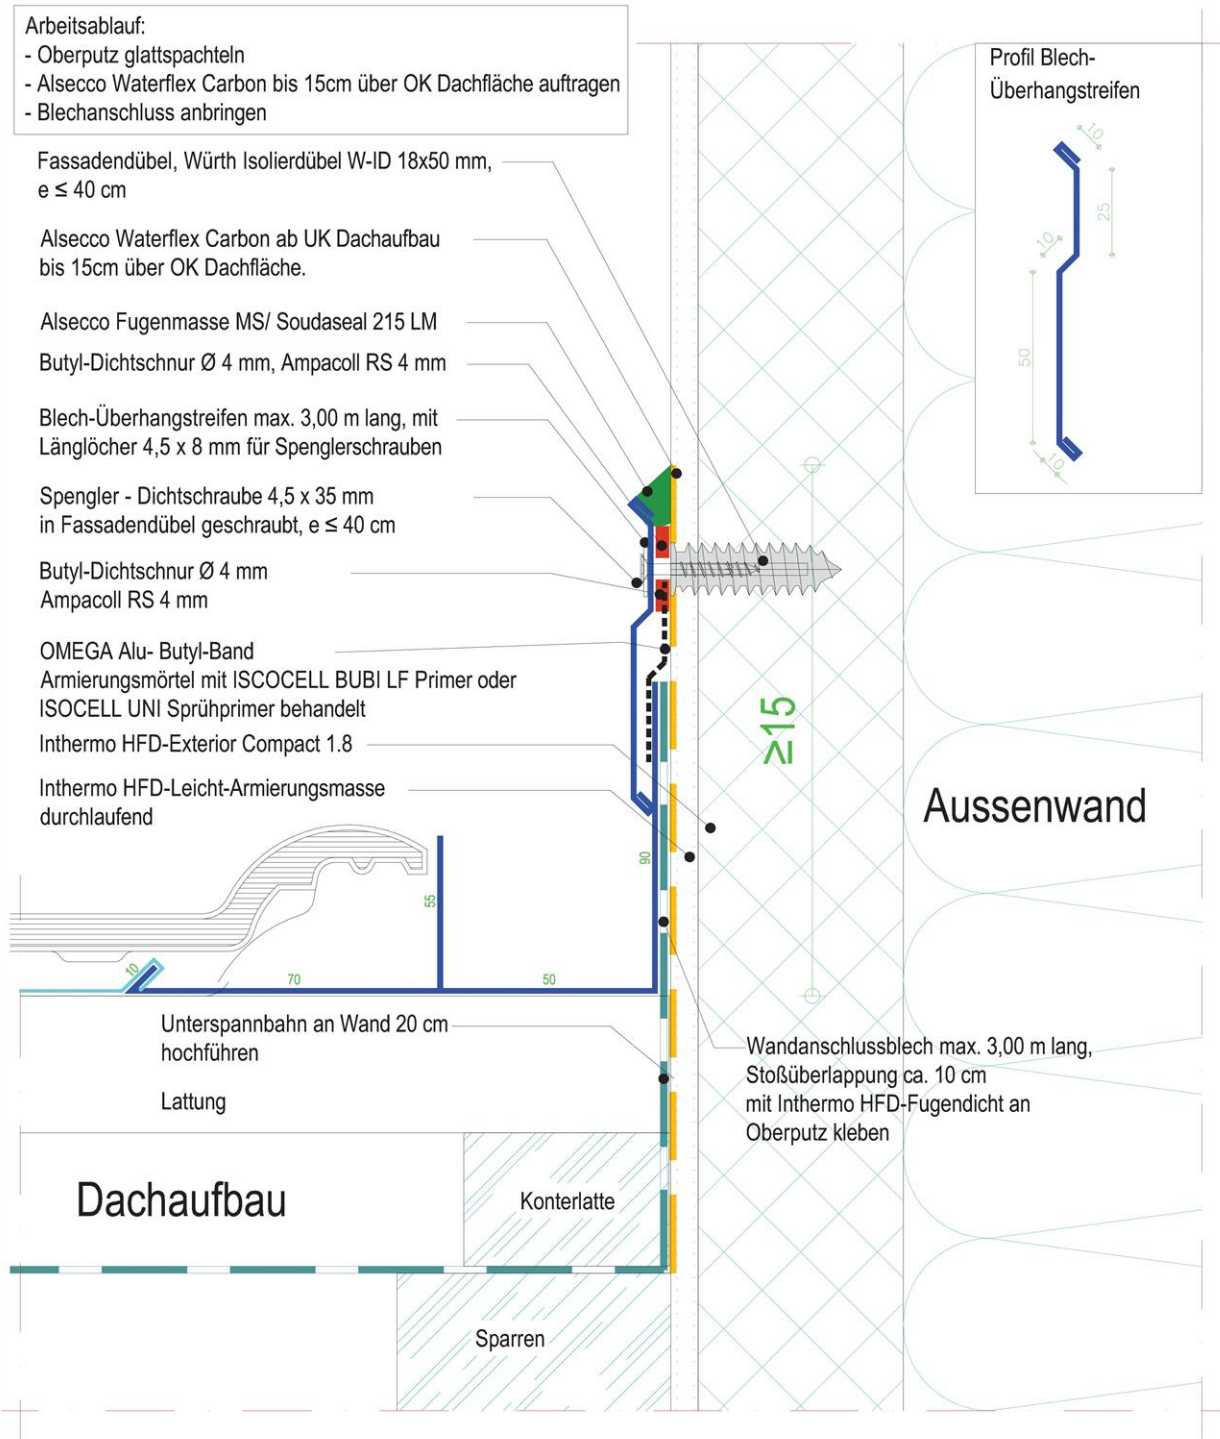 Arbeitsablauf:
- Oberputz glattspachteln
- Alsecco Waterflex Carbon bis 15cm über OK Dachfläche auftragen
- Blechanschluss anbringen
Profil Blech-
Überhangstreifen
10
25
10
50
10
Fassadendübel, Würth Isolierdübel W-ID 18x50 mm,
e ≤ 40 cm
Alsecco Waterflex Carbon ab UK Dachaufbau
bis 15cm über OK Dachfläche.
Alsecco Fugenmasse MS/ Soudaseal 215 LM
Butyl-Dichtschnur Ø 4 mm, Ampacoll RS 4 mm
Blech-Überhangstreifen max. 3,00 m lang, mit
Länglöcher 4,5 x 8 mm für Spenglerschrauben
Spengler - Dichtschraube 4,5 x 35 mm
in Fassadendübel geschraubt, e ≤ 40 cm
Butyl-Dichtschnur Ø 4 mm
Ampacoll RS 4 mm
OMEGA Alu- Butyl-Band
Armierungsmörtel mit ISCOCELL BUBI LF Primer oder
ISOCELL UNI Sprühprimer behandelt
Inthermo HFD-Exterior Compact 1.8
Inthermo HFD-Leicht-Armierungsmasse
durchlaufend
≥15
Aussenwand
90
55
10
70
50
Unterspannbahn an Wand 20 cm
hochführen
Lattung
Wandanschlussblech max. 3,00 m lang,
Stoßüberlappung ca. 10 cm
mit Inthermo HFD-Fugendicht an
Oberputz kleben
Dachaufbau
Konterlatte
Sparren